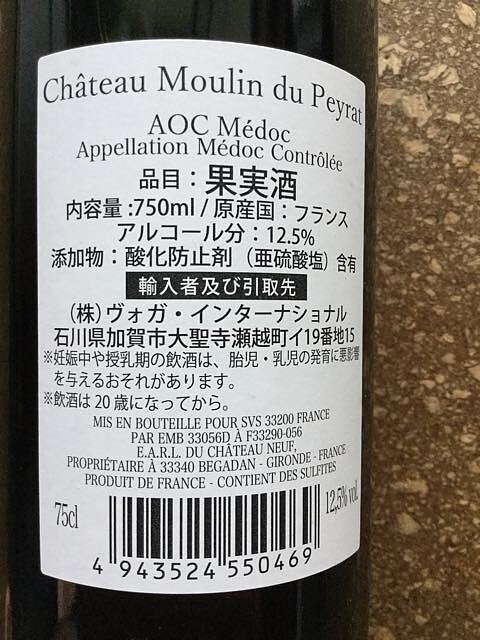 Château Moulin du Peyrat
AOC Médoc
Appellation Médoc Contrôlée
品目：果実酒
内容量：750ml / 原産国：フランス
アルコール分：12.5%
添加物：酸化防止剤（亜硫酸塩）含有
輸入者及び引取先
（株）ヴォガ・インターナショナル
石川県加賀市大聖寺瀬越町イ19番地15
※妊娠中や授乳期の飲酒は、胎児・乳児の発育に悪影響
を与えるおそれがあります。
※飲酒は 20 歳になってから。
MIS EN BOUTEILLE POUR SVS 33200 FRANCE
PAR EMB 33056D À F33290-056
E.A.R.L. DU CHÂTEAU NEUF,
PROPRIÉTAIRE À 33340 BEGADAN - GIRONDE - FRANCE
PRODUIT DE FRANCE - CONTIENT DES SULFITES
75cl
12,5% vol.
4 943524 550469